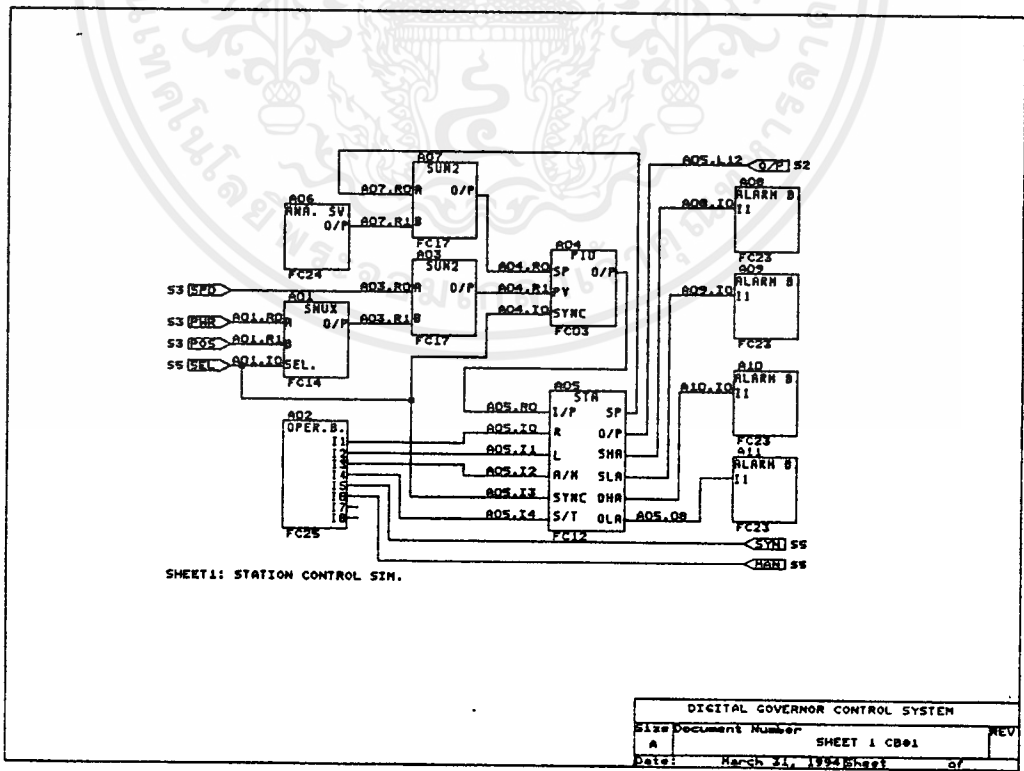 A07
SUM2
A05.L12
O/P S2
A07.R0 A O/P
A08
ALARM B.
A06
ANA. SV.
A08.I0 I1
O/P A07.R1 B
FC17
A03
SUM2
A04
PID
FC24
FC23
A09
ALARM B.
A04.R0 SP O/P
S3 SPD A03.R0 A O/P A04.R1 PV
A09.I0 I1
A01
SMUX
A04.I0 SYNC
S3 PWR A01.R0 A O/P A03.R1 B
FC17
FC03
S3 POS A01.R1 B
FC23
S5 SEL A01.I0 SEL.
FC14
A10
ALARM B.
A05
STA
A10.I0 I1
A02
OPER.B.
A05.R0 I/P SP
I1 A05.I0 R O/P
FC23
A11
ALARM B.
I2 A05.I1 L SHA
I3
I4 A05.I2 A/M SLA
I1
I5
I6 A05.I3 SYNC OHA
I7
I8 A05.I4 S/T OLA A05.O8
FC25
FC12
FC23
SYN S5
MAN S5
SHEET1: STATION CONTROL SIM.
DIGITAL GOVERNOR CONTROL SYSTEM
Size Document Number REV
A SHEET 1 CB01
Date: March 31, 1994 Sheet of